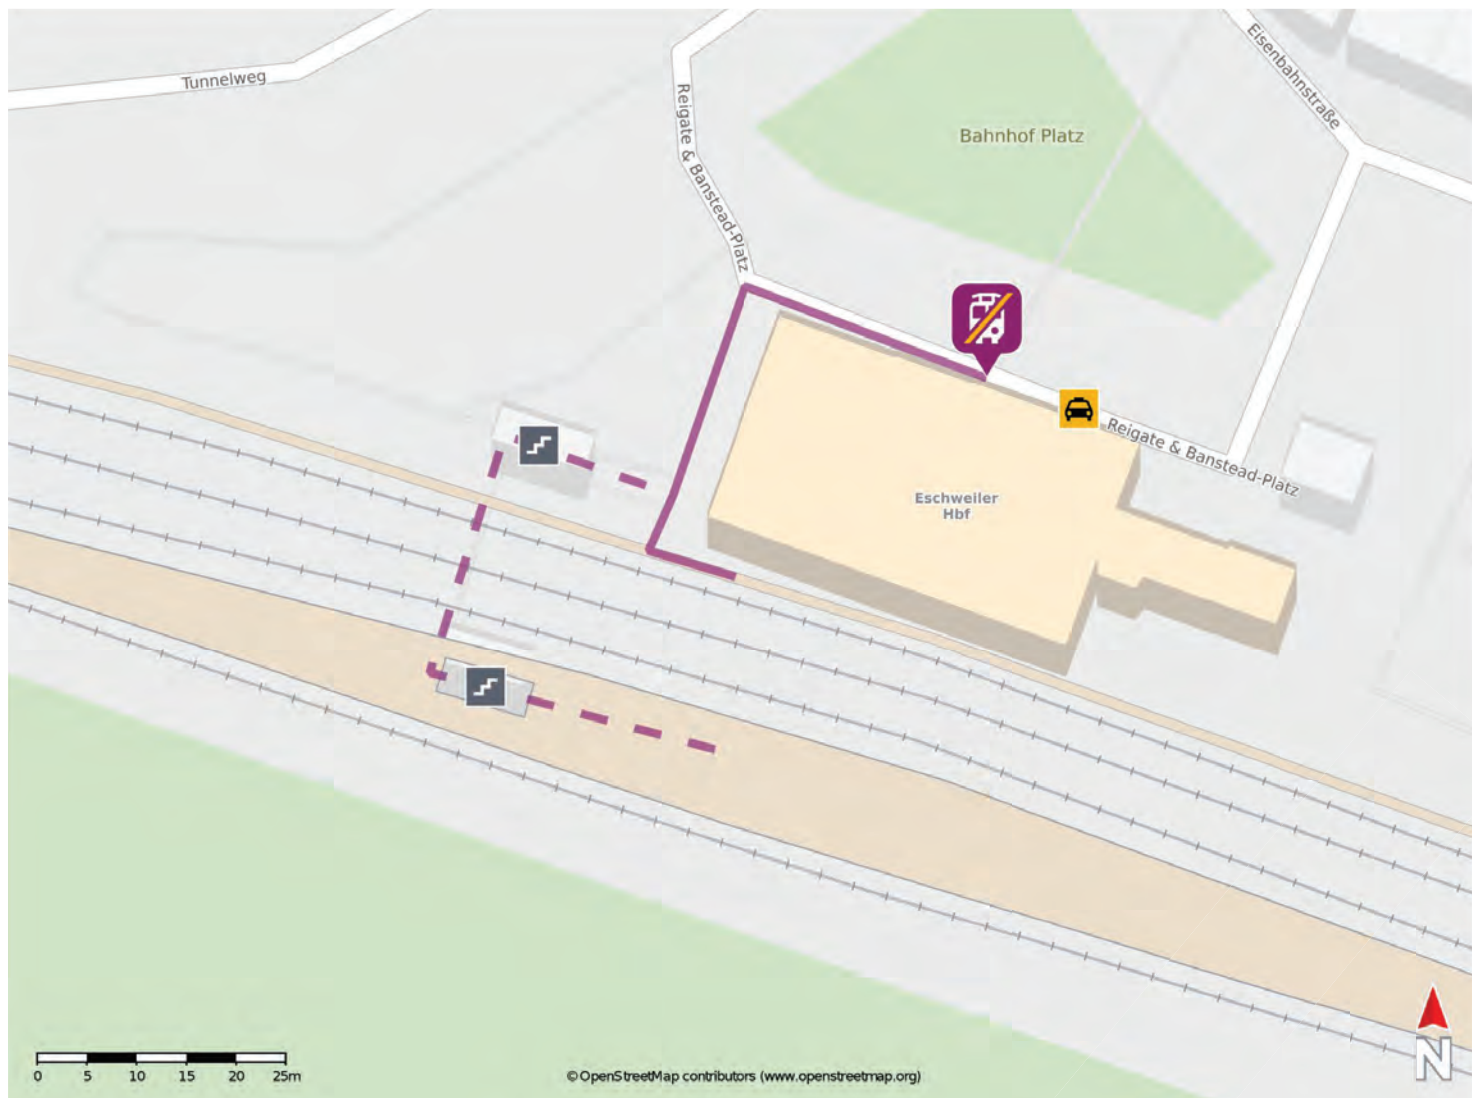 Tunnelweg
Reigate & Banstead-Platz
Bahnhof Platz
Eisenbahnstraße
Reigate & Banstead-Platz
Eschweiler
Hbf
0 5 10 15 20 25m
©OpenStreetMap contributors (www.openstreetmap.org)
N